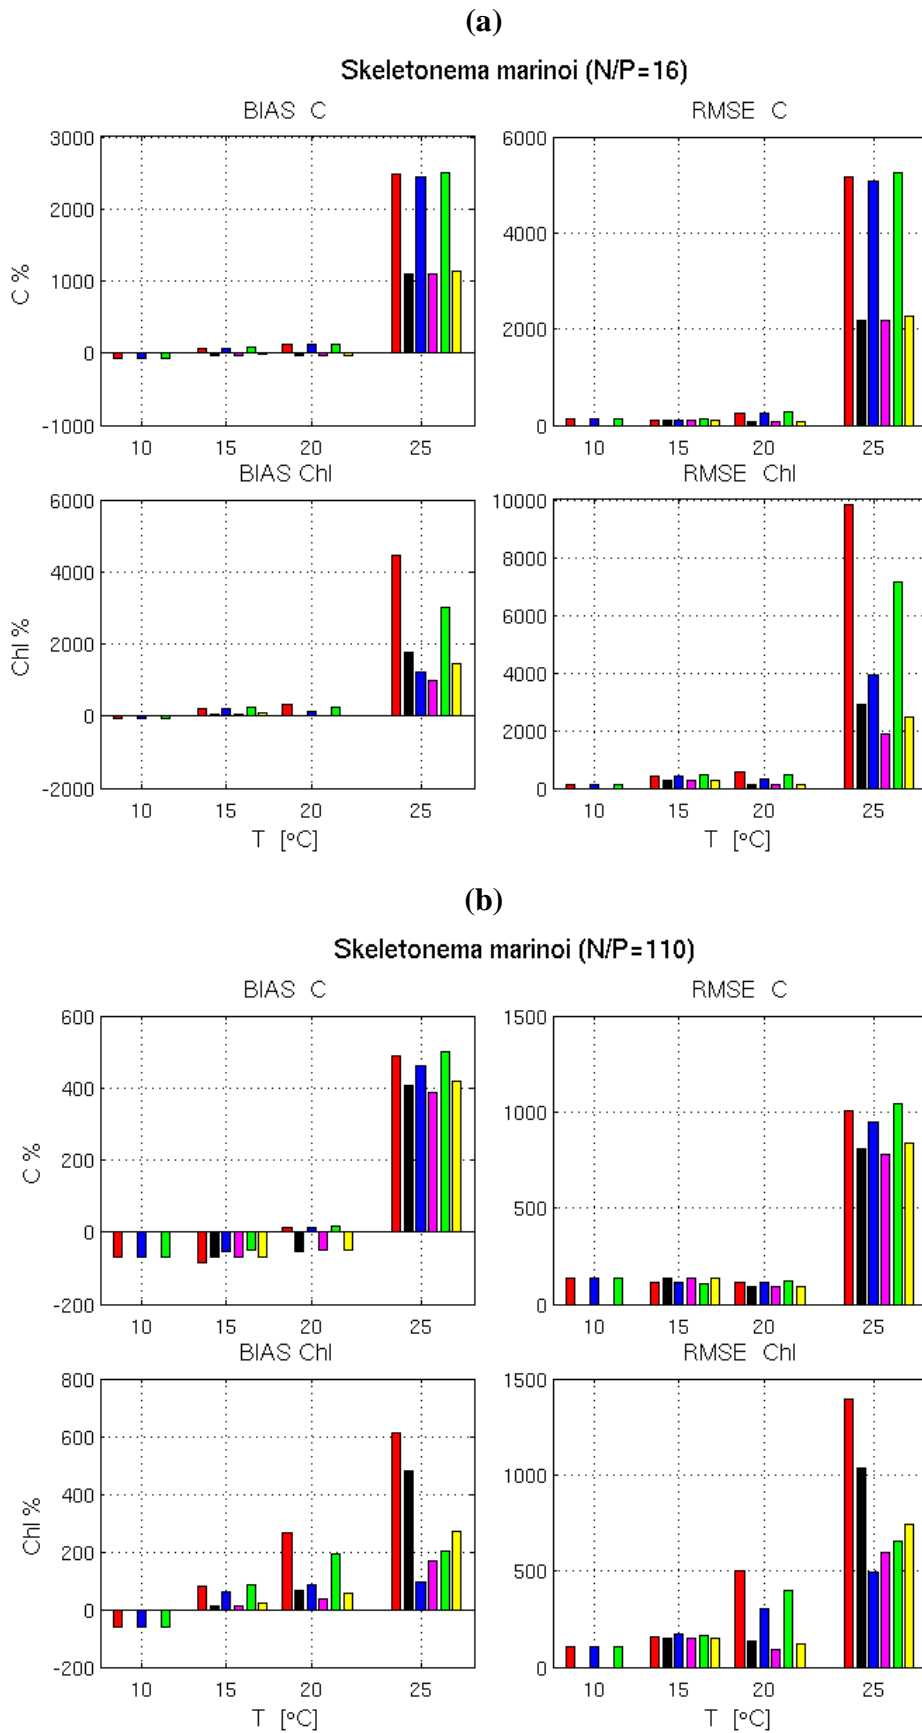 (a)
Skeletonema marinoi (N/P=16)
BIAS C
RMSE C
3000
2000
1000
0
-1000
C %
10 15 20 25
6000
4000
2000
0
10 15 20 25
BIAS Chl
RMSE Chl
6000
4000
2000
0
-2000
Chl %
10 15 20 25
T [°C]
10000
8000
6000
4000
2000
0
10 15 20 25
T [°C]
(b)
Skeletonema marinoi (N/P=110)
BIAS C
RMSE C
600
400
200
0
-200
C %
10 15 20 25
1500
1000
500
0
10 15 20 25
BIAS Chl
RMSE Chl
800
600
400
200
0
-200
Chl %
10 15 20 25
T [°C]
1500
1000
500
0
10 15 20 25
T [°C]